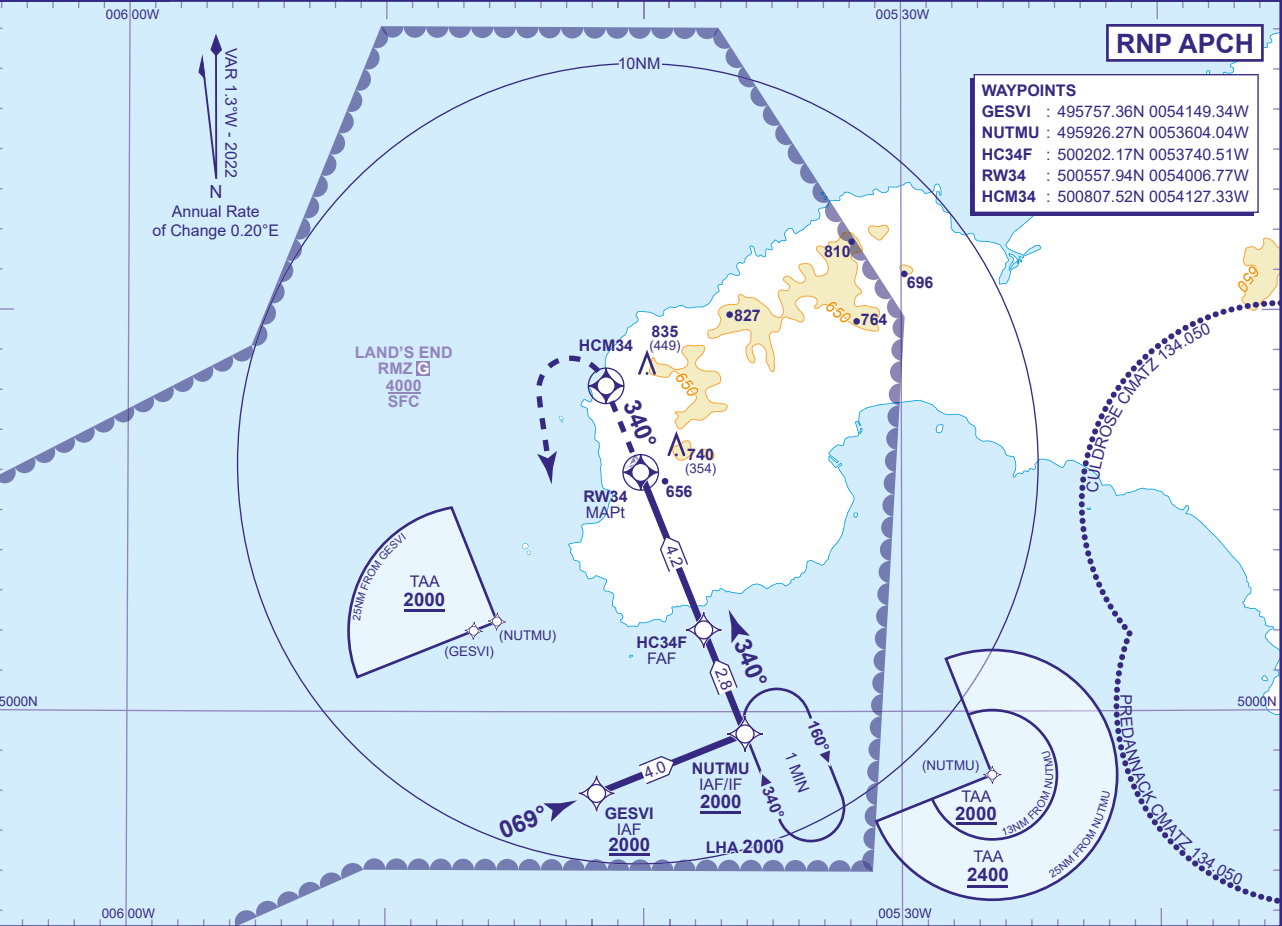 006 00W
005 30W
RNP APCH
VAR 1.3°W - 2022
N
Annual Rate
of Change 0.20°E
10NM
WAYPOINTS
GESVI : 495757.36N 0054149.34W
NUTMU : 495926.27N 0053604.04W
HC34F : 500202.17N 0053740.51W
RW34 : 500557.94N 0054006.77W
HCM34 : 500807.52N 0054127.33W
810
696
650
650
827
764
835
(449)
HCM34
LAND'S END
RMZ G
4000
SFC
650
340°
740
(354)
656
RW34
MAPt
CULDROSE CMATZ 134.050
4.2
25NM FROM GESVI
TAA
2000
(NUTMU)
(GESVI)
HC34F
FAF
340°
2.8
5000N
5000N
PREDANNACK CMATZ 134.050
160°
1 MIN
340°
4.0
NUTMU
IAF/IF
2000
069°
GESVI
IAF
2000
LHA 2000
(NUTMU)
TAA
2000
13NM FROM NUTMU
TAA
2400
25NM FROM NUTMU
006 00W
005 30W